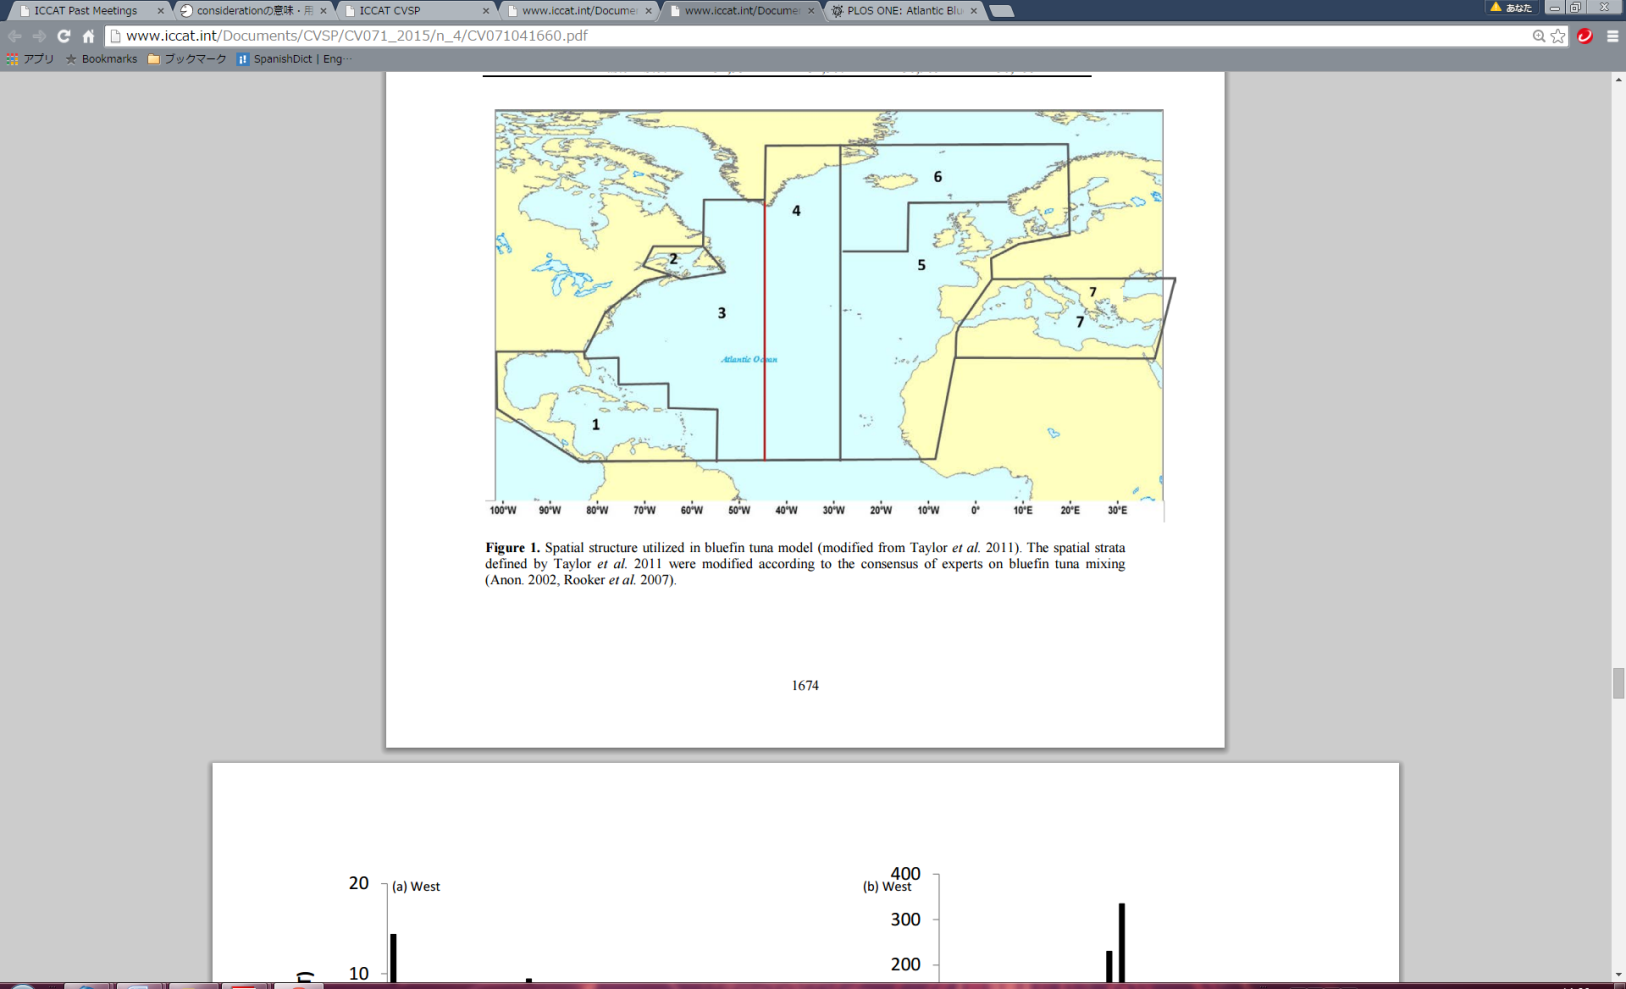 ICCAT Past Meetings
considerationの意味・用
ICCAT CVSP
www.iccat.int/Documen
www.iccat.int/Documen
PLOS ONE: Atlantic Blu
あなた
www.iccat.int/Documents/CVSP/CV071_2015/n_4/CV071041660.pdf
アプリ
Bookmarks
ブックマーク
SpanishDict | Eng…
6
4
2
5
7
3
7
Atlantic Ocean
1
100°W 90°W 80°W 70°W 60°W 50°W 40°W 30°W 20°W 10°W 0° 10°E 20°E 30°E
Figure 1. Spatial structure utilized in bluefin tuna model (modified from Taylor et al. 2011). The spatial strata
defined by Taylor et al. 2011 were modified according to the consensus of experts on bluefin tuna mixing
(Anon. 2002, Rooker et al. 2007).
1674
20
(a) West
10
400
(b) West
300
200